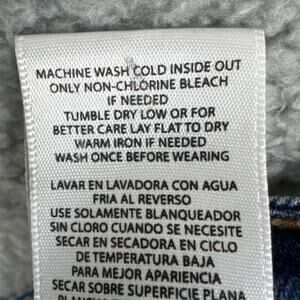 MACHINE WASH COLD INSIDE OUT
ONLY NON-CHLORINE BLEACH
IF NEEDED
TUMBLE DRY LOW OR FOR
BETTER CARE LAY FLAT TO DRY
WARM IRON IF NEEDED
WASH ONCE BEFORE WEARING
LAVAR EN LAVADORA CON AGUA
FRIA AL REVERSO
USE SOLAMENTE BLANQUEADOR
SIN CLORO CUANDO SE NECESITE
SECAR EN SECADORA EN CICLO
DE TEMPERATURA BAJA
PARA MEJOR APARIENCIA
SECAR SOBRE SUPERFICIE PLANA